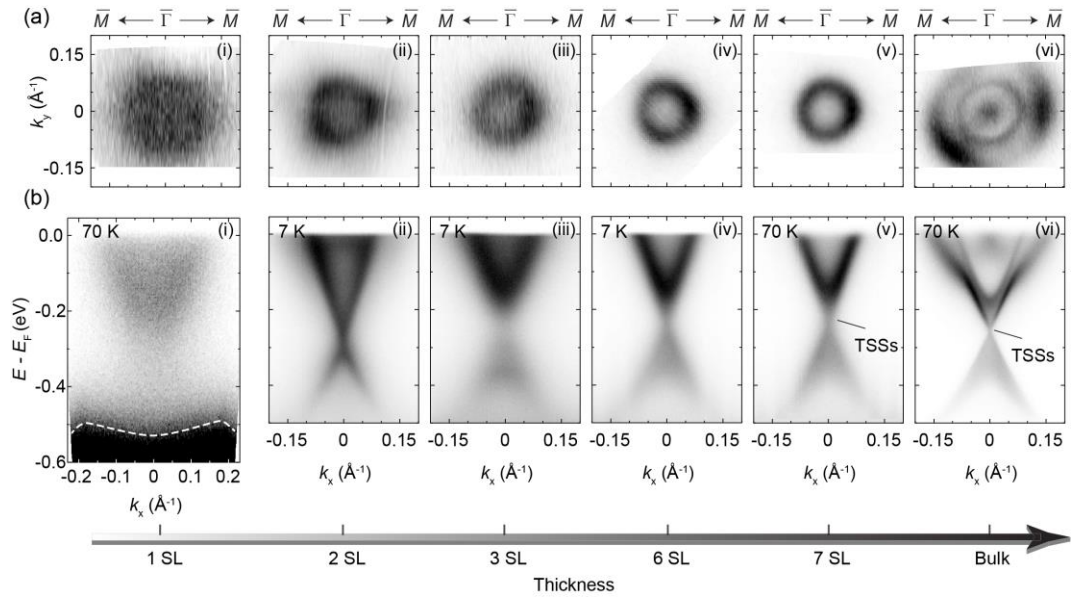 M̅ ← Γ̅ → M̅ M̅ ← Γ̅ → M̅ M̅ ← Γ̅ → M̅ M̅ ← Γ̅ → M̅ M̅ ← Γ̅ → M̅ M̅ ← Γ̅ → M̅
(a) (i) (ii) (iii) (iv) (v) (vi)
0.15
0
-0.15
k_y (Å⁻¹)
(b) (i) (ii) (iii) (iv) (v) (vi)
70 K 7 K 7 K 7 K 70 K 70 K
0.0
-0.2
-0.4
-0.6
E - E_F (eV)
TSSs TSSs
-0.2 -0.1 0 0.1 0.2
-0.15 0 0.15 -0.15 0 0.15 -0.15 0 0.15 -0.15 0 0.15 -0.15 0 0.15
k_x (Å⁻¹) k_x (Å⁻¹) k_x (Å⁻¹) k_x (Å⁻¹) k_x (Å⁻¹) k_x (Å⁻¹)
1 SL 2 SL 3 SL 6 SL 7 SL Bulk
Thickness